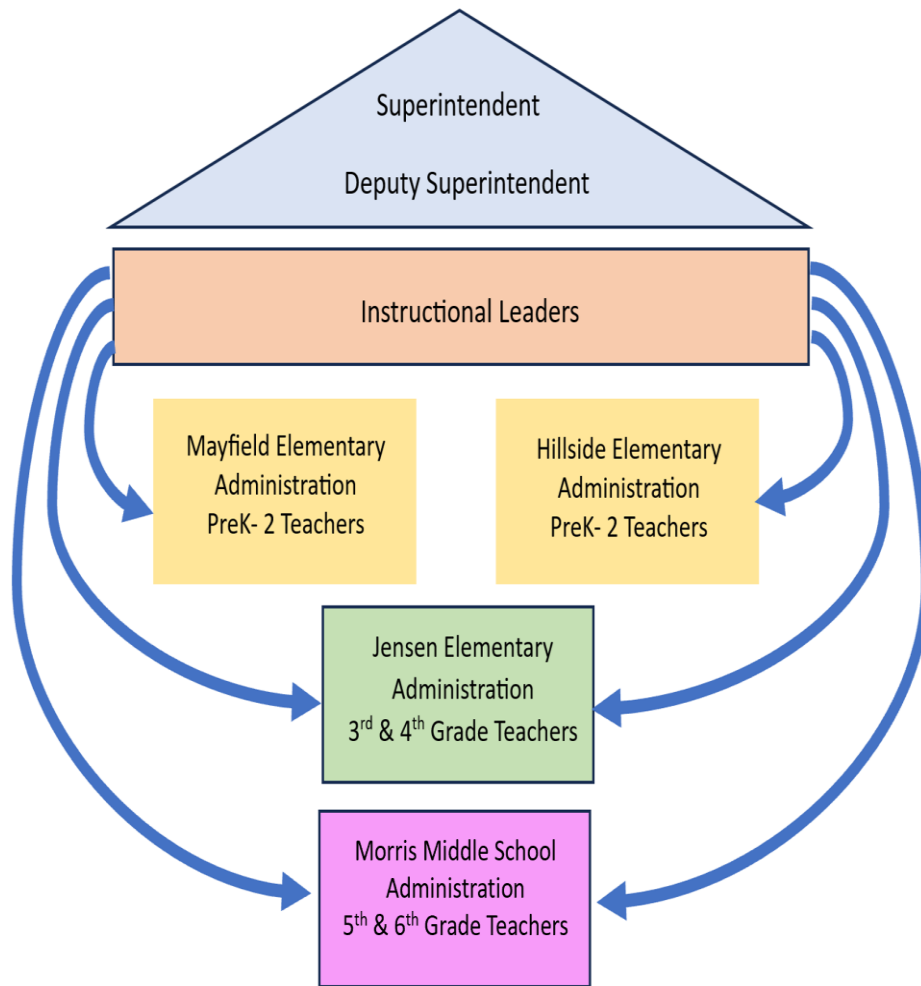 Superintendent
Deputy Superintendent
Instructional Leaders
Mayfield Elementary
Administration
PreK- 2 Teachers
Hillside Elementary
Administration
PreK- 2 Teachers
Jensen Elementary
Administration
3rd & 4th Grade Teachers
Morris Middle School
Administration
5th & 6th Grade Teachers